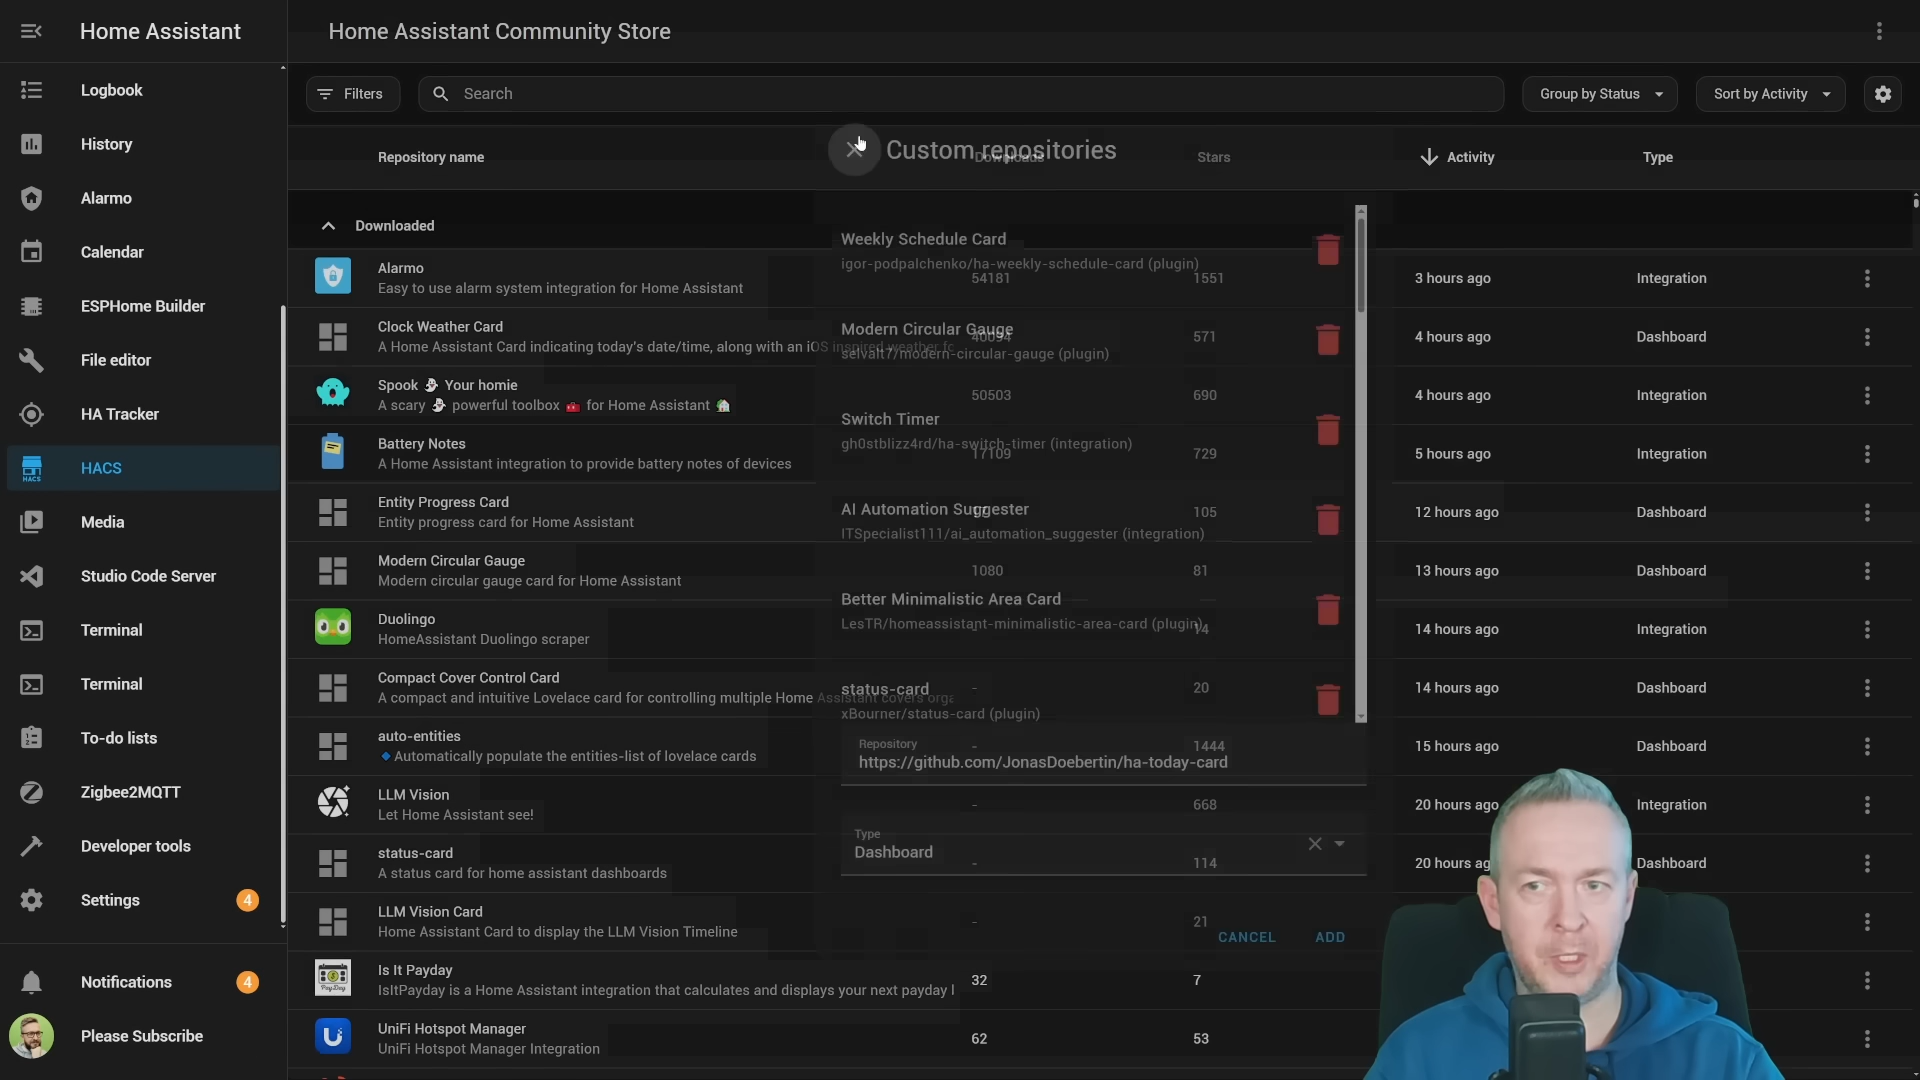 Home Assistant
Home Assistant Community Store
Logbook
History
Alarmo
Calendar
ESPHome Builder
File editor
HA Tracker
HACS
HACS
Media
Studio Code Server
Terminal
Terminal
To-do lists
Zigbee2MQTT
Developer tools
Settings
4
Notifications
4
Please Subscribe
Filters
Search
Group by Status
Sort by Activity
Repository name
Downloads
Stars
Activity
Type
Downloaded
Alarmo
Easy to use alarm system integration for Home Assistant
54181
1551
3 hours ago
Integration
Clock Weather Card
A Home Assistant Card indicating today's date/time, along with an iOS inspired weather fo
40094
571
4 hours ago
Dashboard
Spook 👻 Your homie
A scary 👻 powerful toolbox 🧰 for Home Assistant 🏡
50503
690
4 hours ago
Integration
Battery Notes
A Home Assistant integration to provide battery notes of devices
17109
729
5 hours ago
Integration
Entity Progress Card
Entity progress card for Home Assistant
105
12 hours ago
Dashboard
Modern Circular Gauge
Modern circular gauge card for Home Assistant
1080
81
13 hours ago
Dashboard
Duolingo
HomeAssistant Duolingo scraper
-
14
14 hours ago
Integration
Compact Cover Control Card
A compact and intuitive Lovelace card for controlling multiple Home Assistant covers orga
-
20
14 hours ago
Dashboard
auto-entities
🔹Automatically populate the entities-list of lovelace cards
-
1444
15 hours ago
Dashboard
LLM Vision
Let Home Assistant see!
-
668
20 hours ago
Integration
status-card
A status card for home assistant dashboards
-
114
20 hours ag
Dashboard
LLM Vision Card
Home Assistant Card to display the LLM Vision Timeline
-
21
Is It Payday
IsItPayday is a Home Assistant integration that calculates and displays your next payday l
32
7
UniFi Hotspot Manager
UniFi Hotspot Manager Integration
62
53
Custom repositories
Weekly Schedule Card
igor-podpalchenko/ha-weekly-schedule-card (plugin)
Modern Circular Gauge
selvalt7/modern-circular-gauge (plugin)
Switch Timer
gh0stblizz4rd/ha-switch-timer (integration)
AI Automation Suggester
ITSpecialist111/ai_automation_suggester (integration)
Better Minimalistic Area Card
LesTR/homeassistant-minimalistic-area-card (plugin)
status-card
xBourner/status-card (plugin)
Repository
https://github.com/JonasDoebertin/ha-today-card
Type
Dashboard
CANCEL
ADD